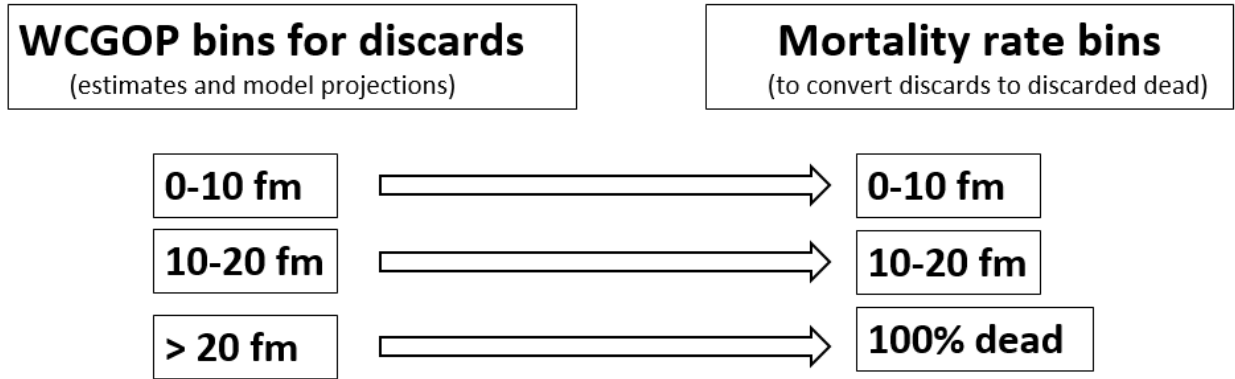 WCGOP bins for discards
(estimates and model projections)
Mortality rate bins
(to convert discards to discarded dead)
0-10 fm
0-10 fm
10-20 fm
10-20 fm
> 20 fm
100% dead